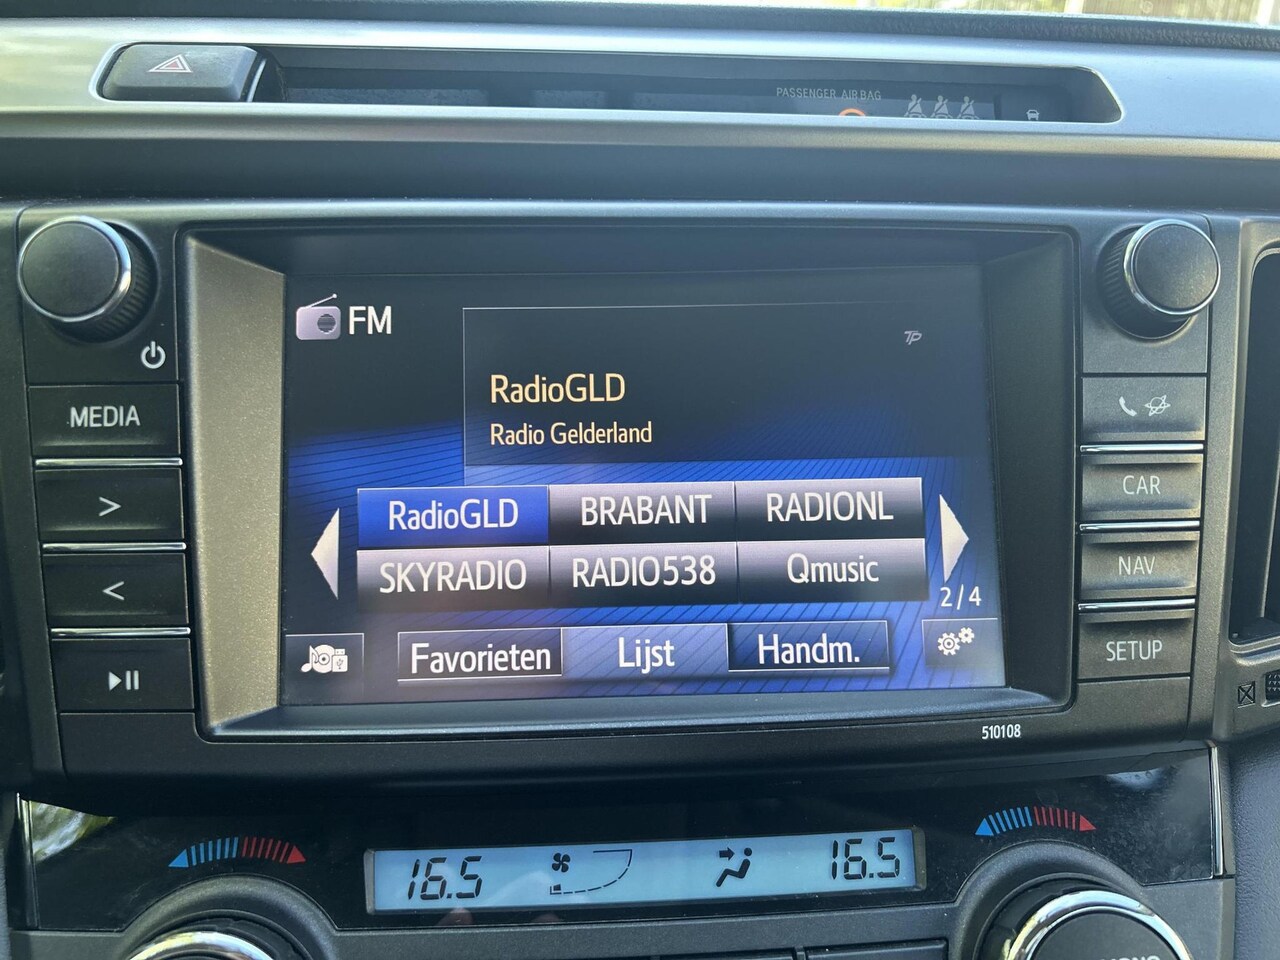 PASSENGER AIR BAG
FM
TP
RadioGLD
Radio Gelderland
MEDIA
>
<
RadioGLD BRABANT RADIONL
SKYRADIO RADIO538 Qmusic
2/4
Favorieten Lijst Handm.
CAR
NAV
SETUP
510108
16.5 16.5